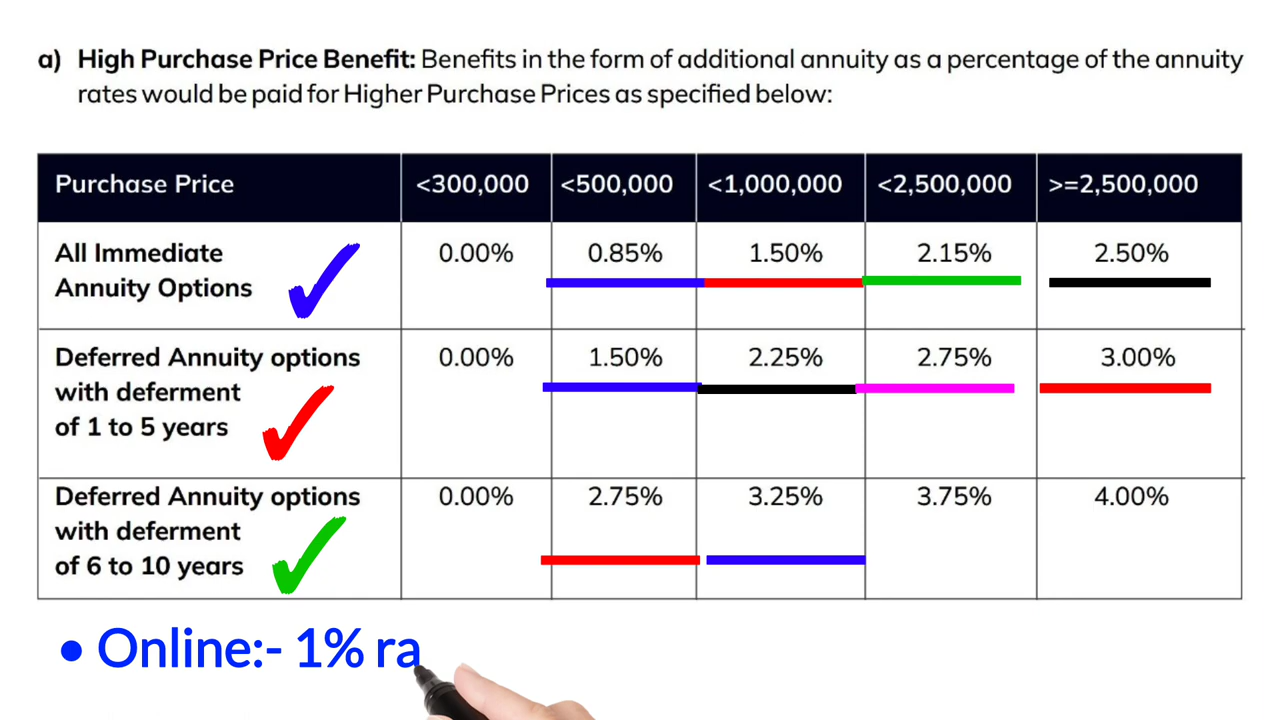 a) High Purchase Price Benefit: Benefits in the form of additional annuity as a percentage of the annuity
rates would be paid for Higher Purchase Prices as specified below:
Purchase Price <300,000 <500,000 <1,000,000 <2,500,000 >=2,500,000
All Immediate 0.00% 0.85% 1.50% 2.15% 2.50%
Annuity Options
Deferred Annuity options 0.00% 1.50% 2.25% 2.75% 3.00%
with deferment
of 1 to 5 years
Deferred Annuity options 0.00% 2.75% 3.25% 3.75% 4.00%
with deferment
of 6 to 10 years
• Online:- 1% ra